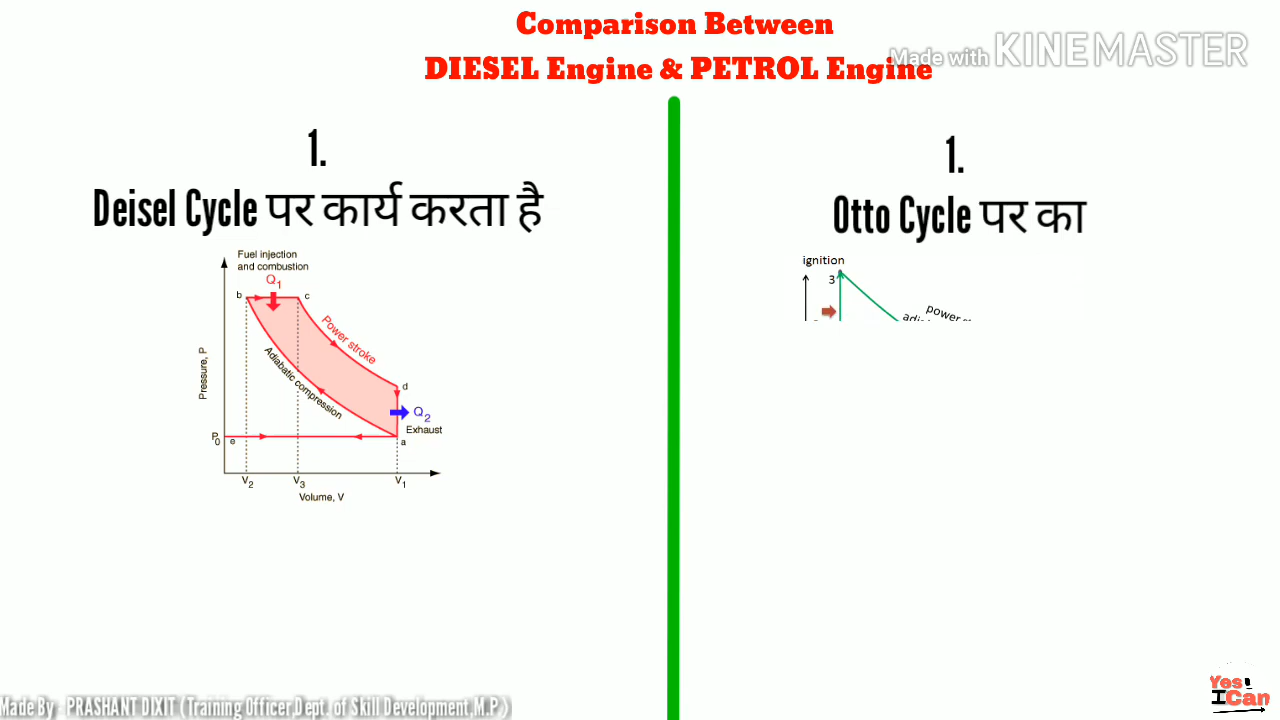 Comparison Between
DIESEL Engine & PETROL Engine
Made with KINEMASTER
1.
Deisel Cycle पर कार्य करता है
Fuel injection
and combustion
Q1
b
c
Power stroke
Adiabatic compression
Pressure, P
d
Q2
Exhaust
P0
e
a
V2
V3
V1
Volume, V
1.
Otto Cycle पर का
ignition
3
power
Made By : PRASHANT DIXIT (Training Officer,Dept. of Skill Development,M.P.)
Yes!
I Can